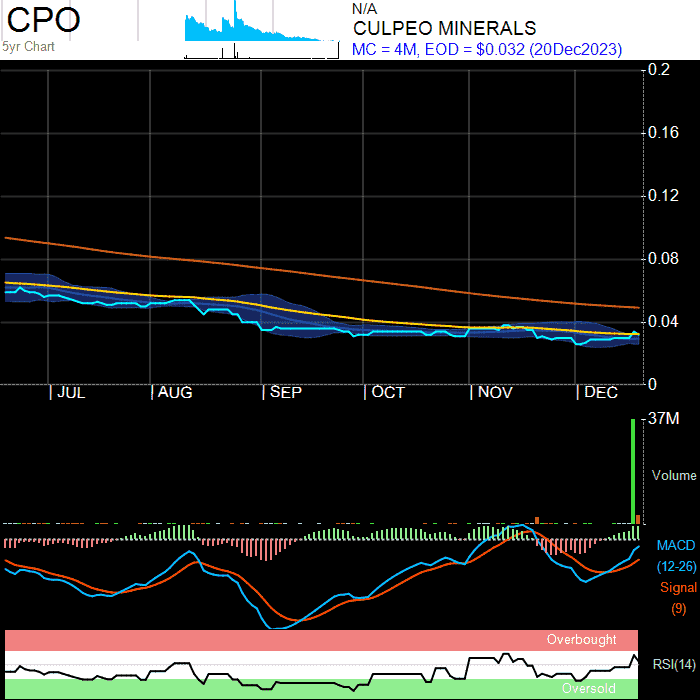 CPO
5yr Chart
N/A
CULPEO MINERALS
MC = 4M, EOD = $0.032 (20Dec2023)
0.2
0.16
0.12
0.08
0.04
0
JUL
AUG
SEP
OCT
NOV
DEC
37M
Volume
MACD
(12-26)
Signal
(9)
Overbought
RSI(14)
Oversold